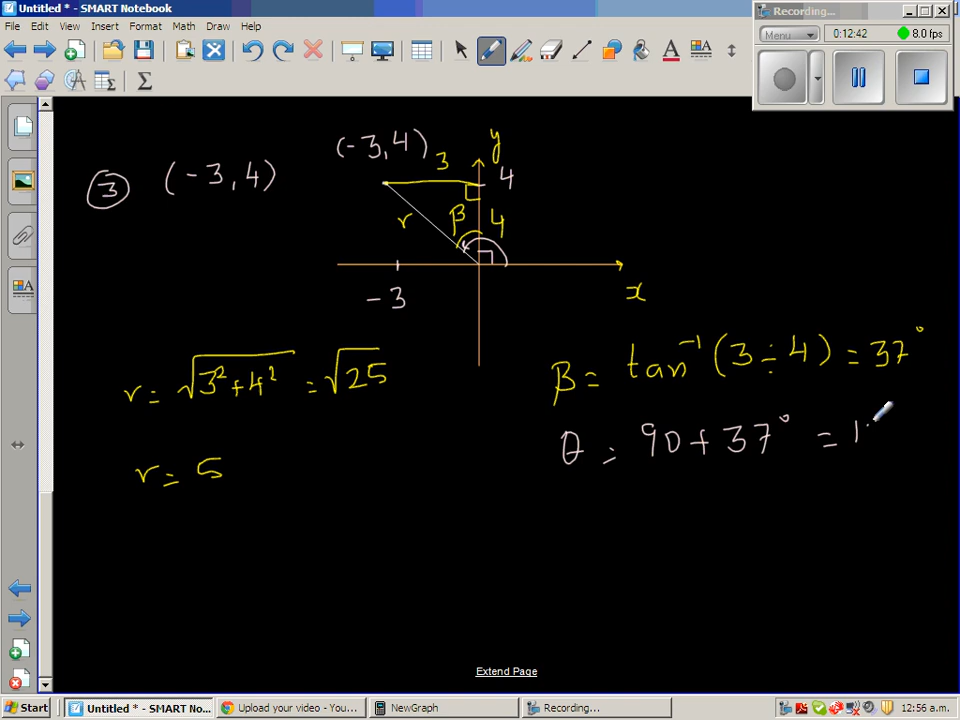 Untitled * - SMART Notebook
File Edit View Insert Format Math Draw Help
Recording...
Menu 0:12:42 8.0 fps
③ (-3,4)
(-3,4) 3 y 4
r β 4
-3 x
r = √3²+4² = √25
β = tan⁻¹(3÷4) = 37°
θ = 90+37° = 1
r = 5
Extend Page
Start Untitled * - SMART No... Upload your video - You... NewGraph Recording... 12:56 a.m.